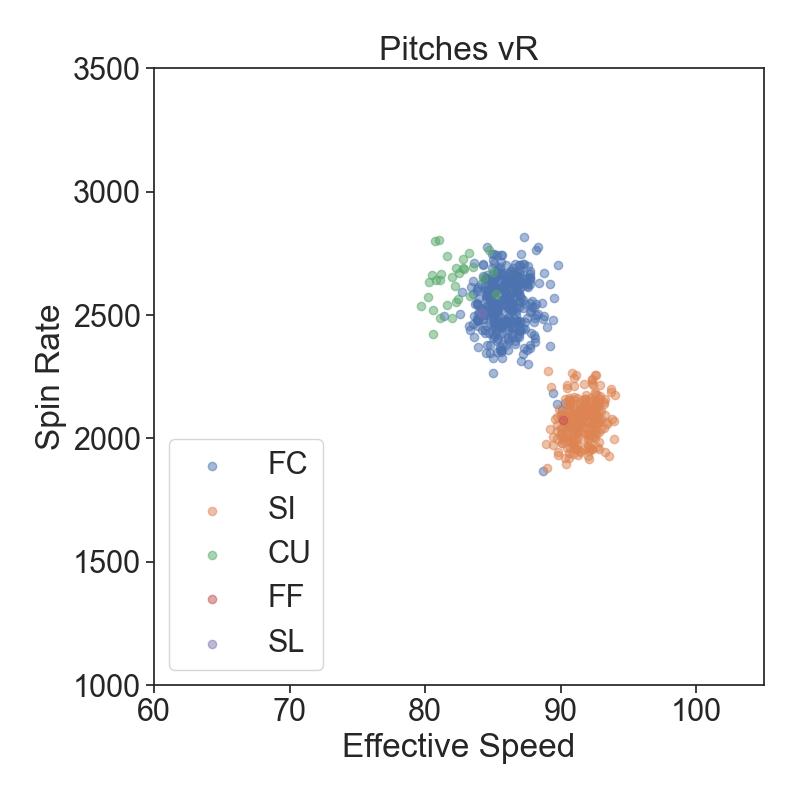 Pitches vR
3500
3000
2500
2000
1500
1000
Spin Rate
FC
SI
CU
FF
SL
60 70 80 90 100
Effective Speed